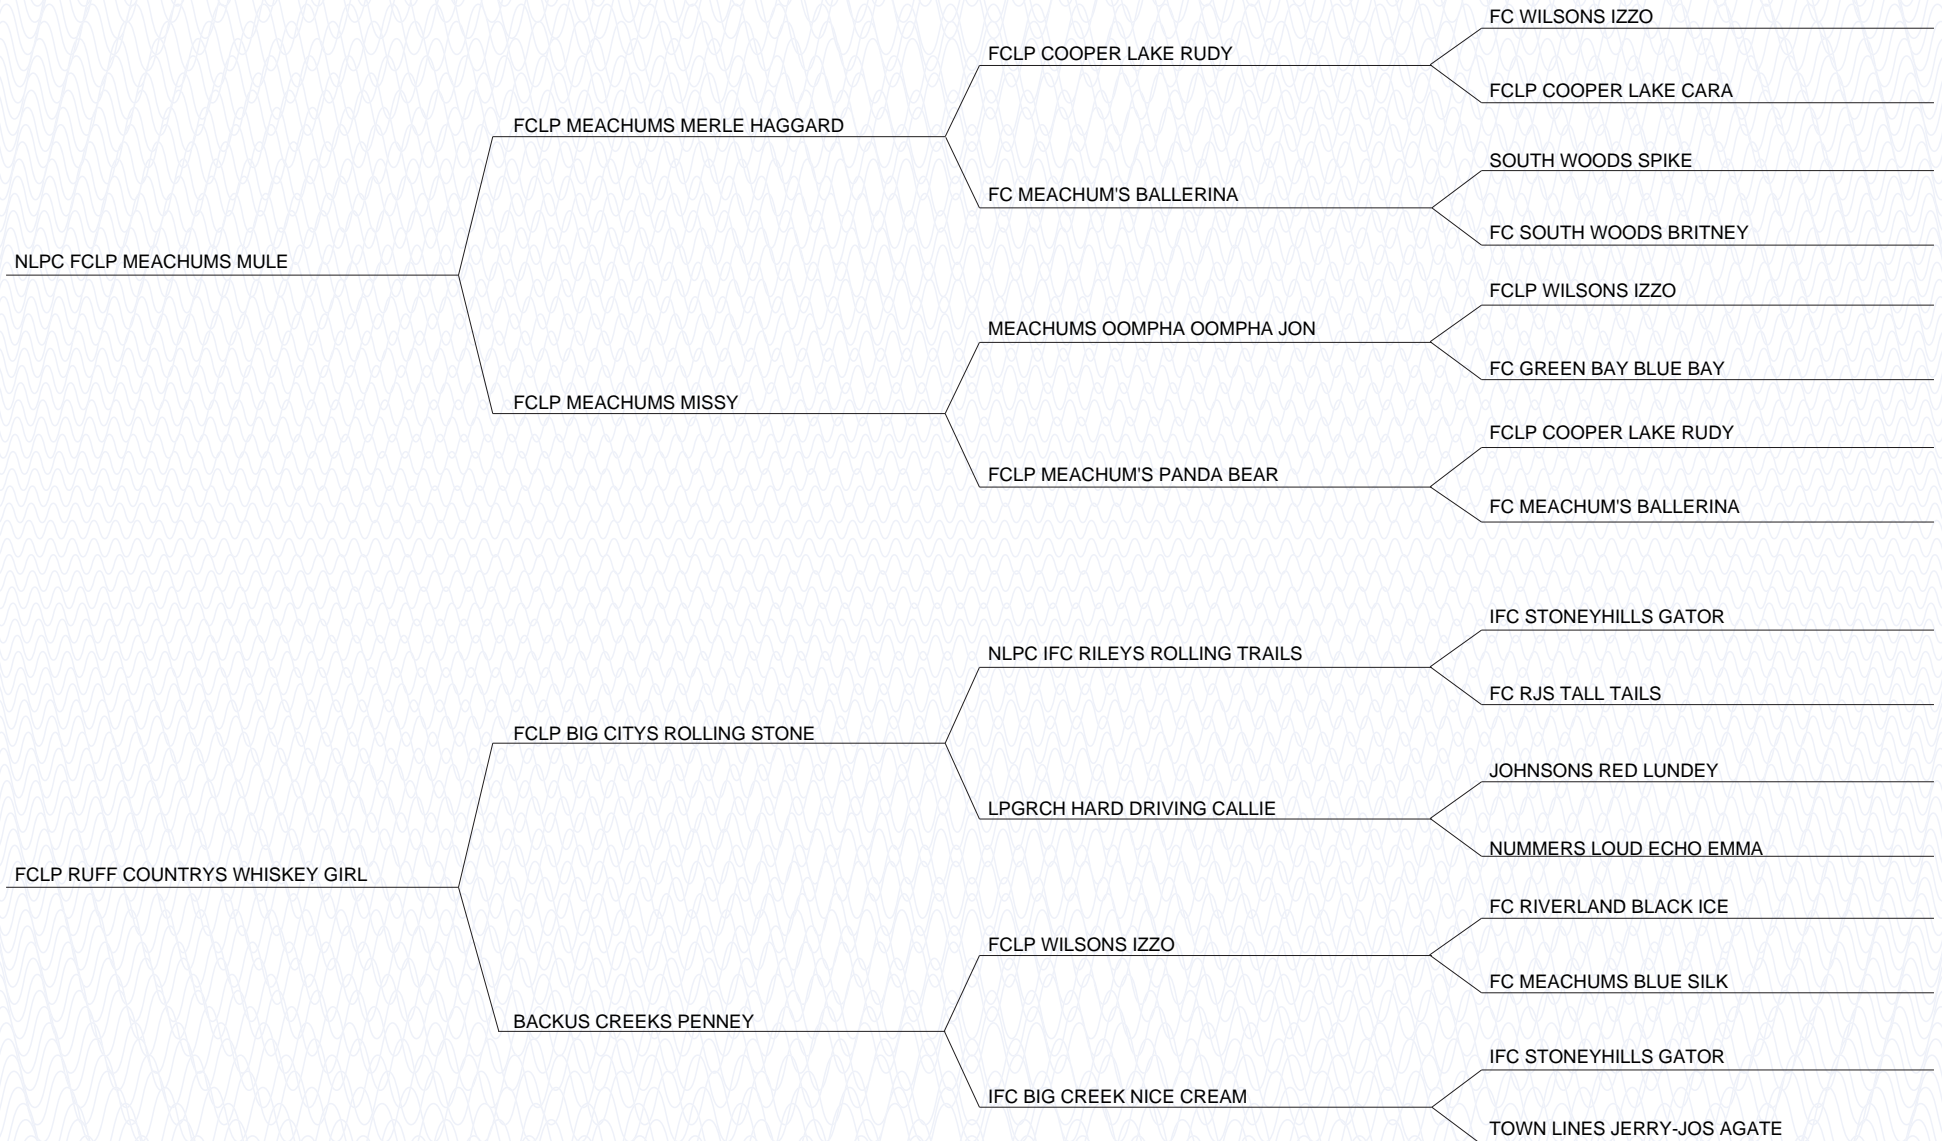 FC WILSONS IZZO
FCLP COOPER LAKE RUDY
FCLP COOPER LAKE CARA
FCLP MEACHUMS MERLE HAGGARD
SOUTH WOODS SPIKE
FC MEACHUM'S BALLERINA
FC SOUTH WOODS BRITNEY
NLPC FCLP MEACHUMS MULE
FCLP WILSONS IZZO
MEACHUMS OOMPHA OOMPHA JON
FC GREEN BAY BLUE BAY
FCLP MEACHUMS MISSY
FCLP COOPER LAKE RUDY
FCLP MEACHUM'S PANDA BEAR
FC MEACHUM'S BALLERINA
IFC STONEYHILLS GATOR
NLPC IFC RILEYS ROLLING TRAILS
FC RJS TALL TAILS
FCLP BIG CITYS ROLLING STONE
JOHNSONS RED LUNDEY
LPGRCH HARD DRIVING CALLIE
NUMMERS LOUD ECHO EMMA
FCLP RUFF COUNTRYS WHISKEY GIRL
FC RIVERLAND BLACK ICE
FCLP WILSONS IZZO
FC MEACHUMS BLUE SILK
BACKUS CREEKS PENNEY
IFC STONEYHILLS GATOR
IFC BIG CREEK NICE CREAM
TOWN LINES JERRY-JOS AGATE